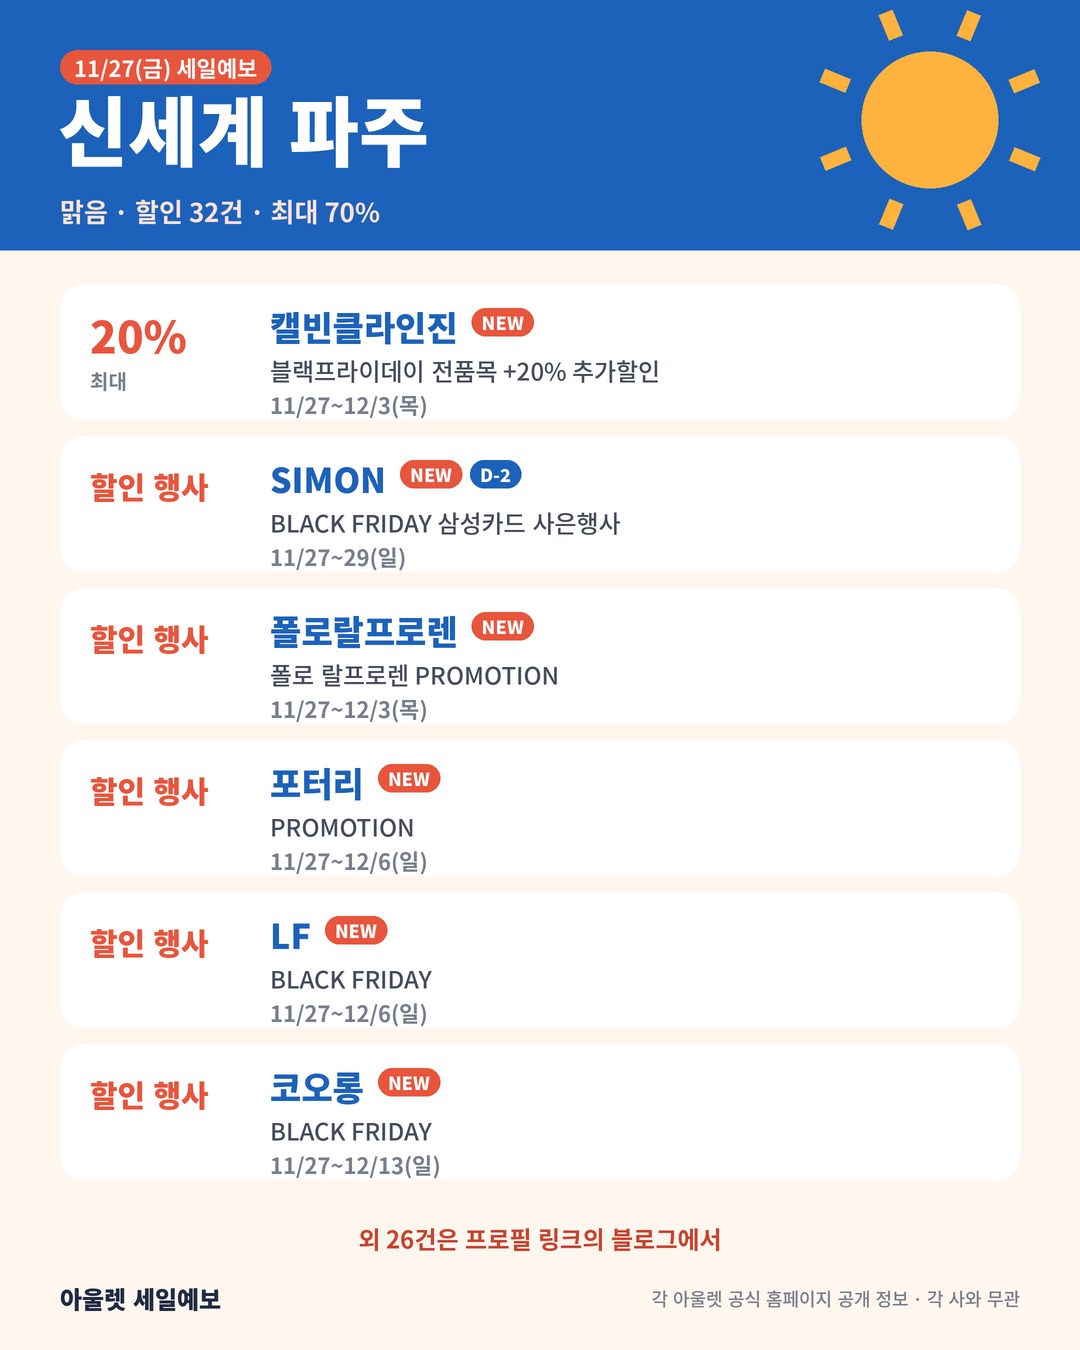 11/27(금) 세일예보
신세계 파주
맑음 · 할인 32건 · 최대 70%
20%
최대
캘빈클라인진 NEW
블랙프라이데이 전품목 +20% 추가할인
11/27~12/3(목)
할인 행사
SIMON NEW D-2
BLACK FRIDAY 삼성카드 사은행사
11/27~29(일)
할인 행사
폴로랄프로렌 NEW
폴로 랄프로렌 PROMOTION
11/27~12/3(목)
할인 행사
포터리 NEW
PROMOTION
11/27~12/6(일)
할인 행사
LF NEW
BLACK FRIDAY
11/27~12/6(일)
할인 행사
코오롱 NEW
BLACK FRIDAY
11/27~12/13(일)
외 26건은 프로필 링크의 블로그에서
아울렛 세일예보
각 아울렛 공식 홈페이지 공개 정보 · 각 사와 무관